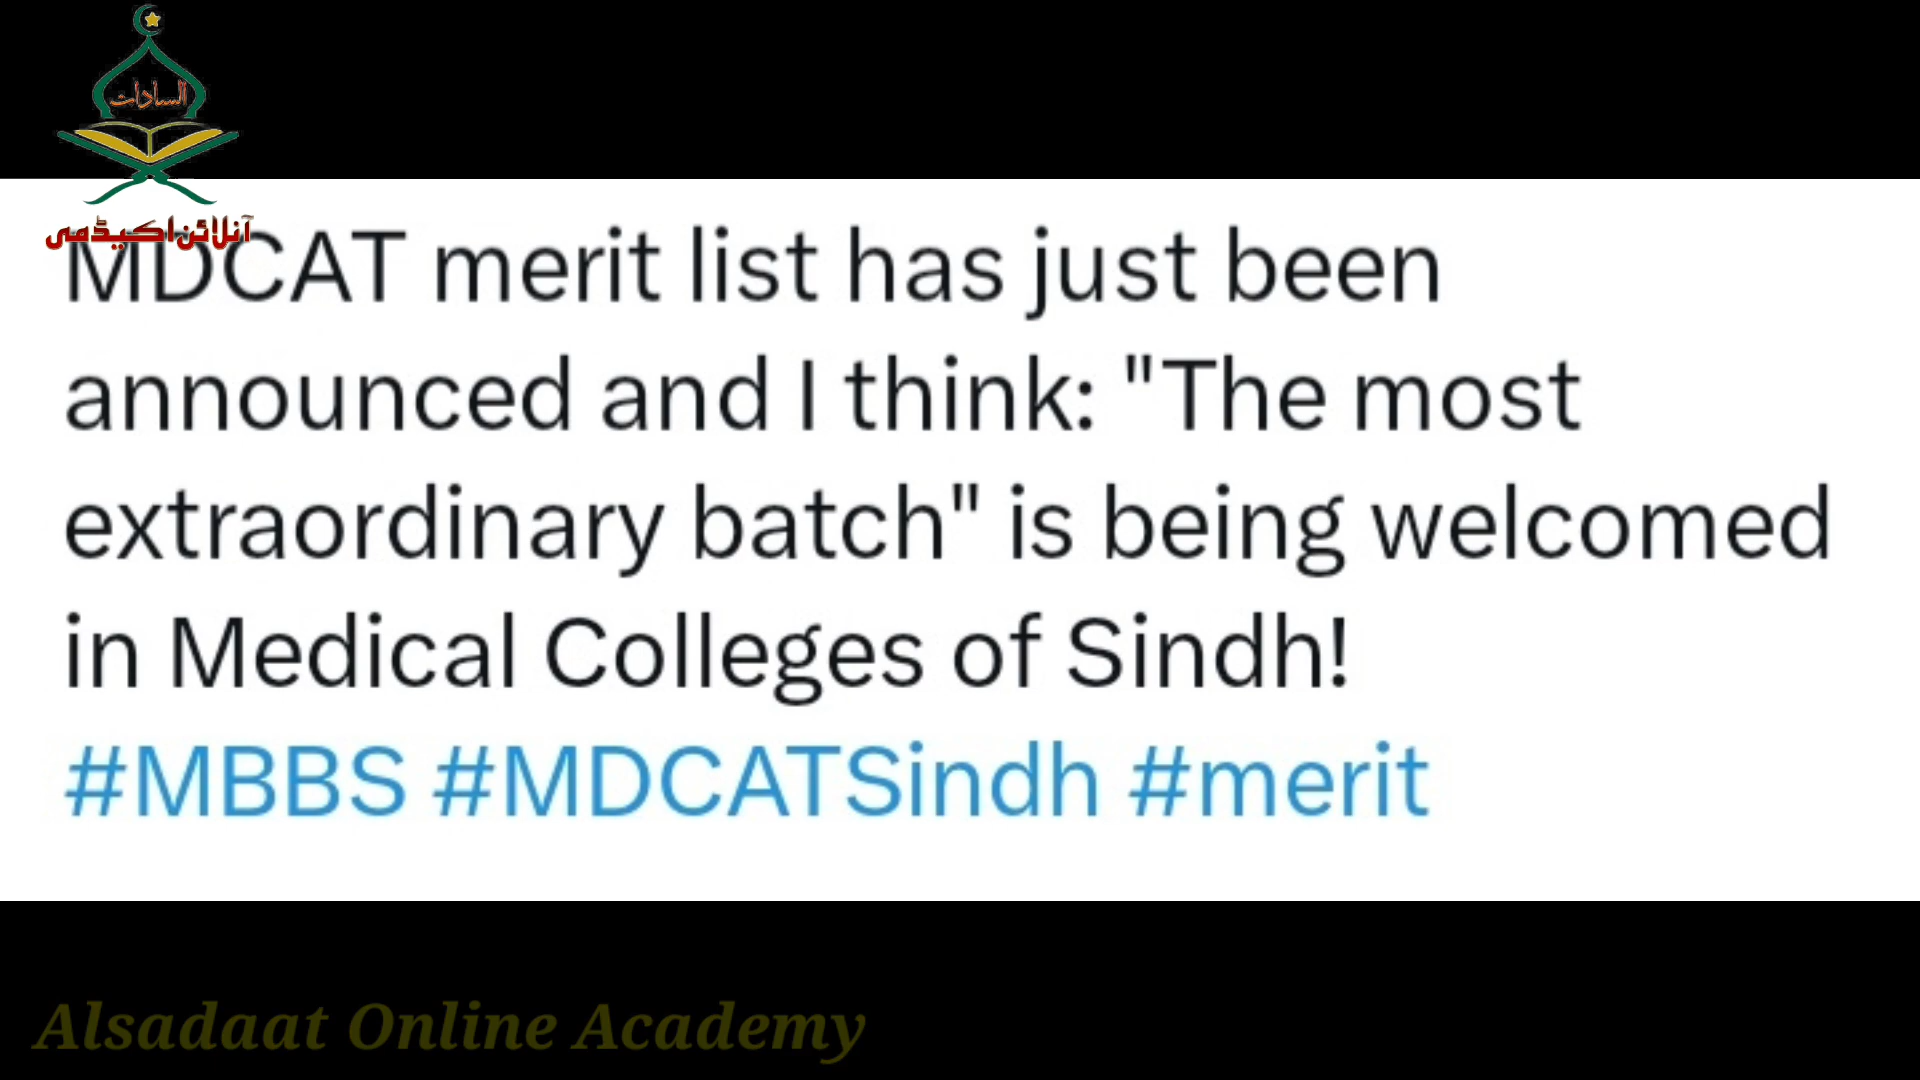 السادات
آنلائن اکیڈمی
MDCAT merit list has just been
announced and I think: "The most
extraordinary batch" is being welcomed
in Medical Colleges of Sindh!
#MBBS #MDCATSindh #merit
Alsadaat Online Academy